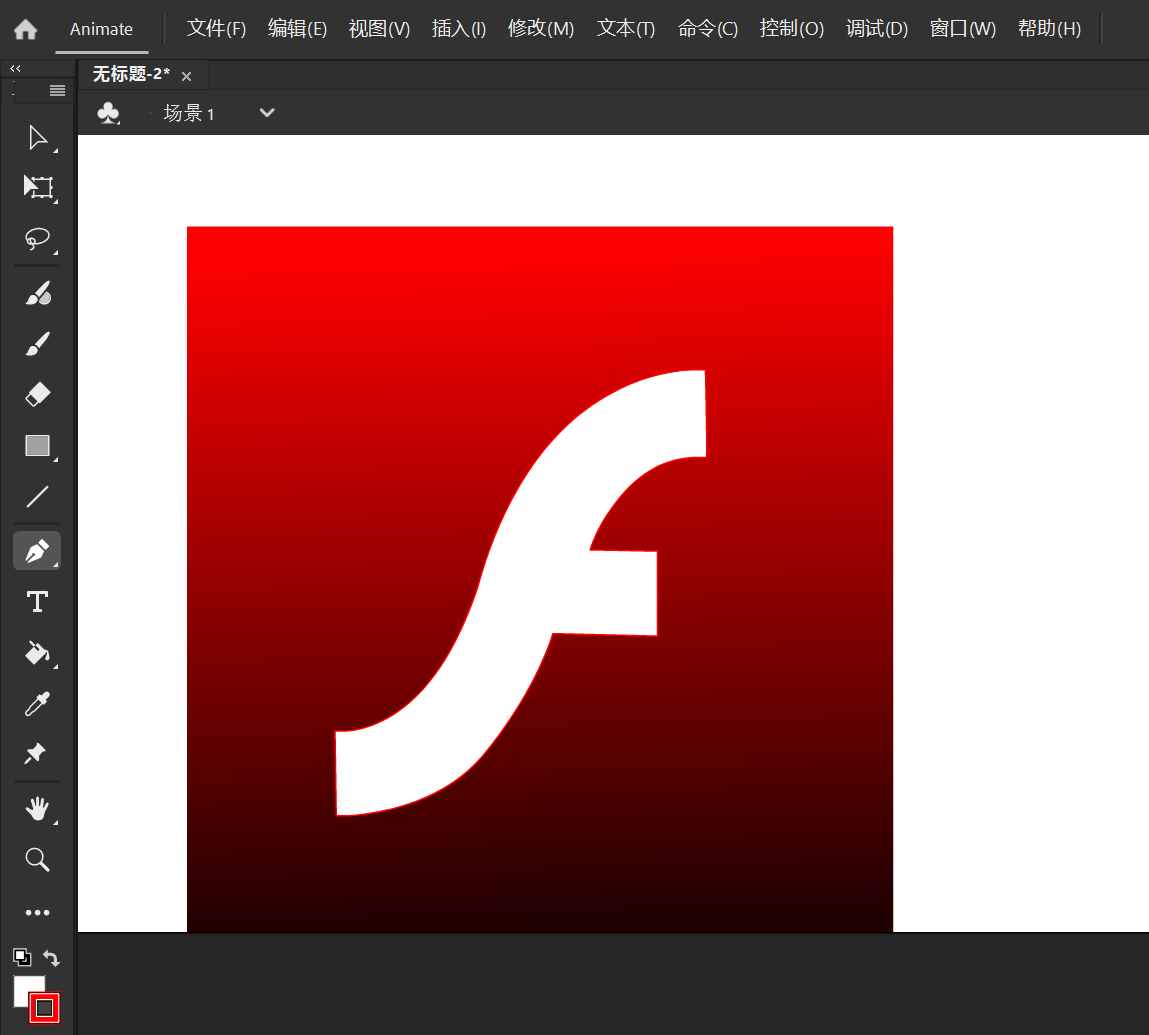 Animate 文件(F) 编辑(E) 视图(V) 插入(I) 修改(M) 文本(T) 命令(C) 控制(O) 调试(D) 窗口(W) 帮助(H)
无标题-2*
场景 1